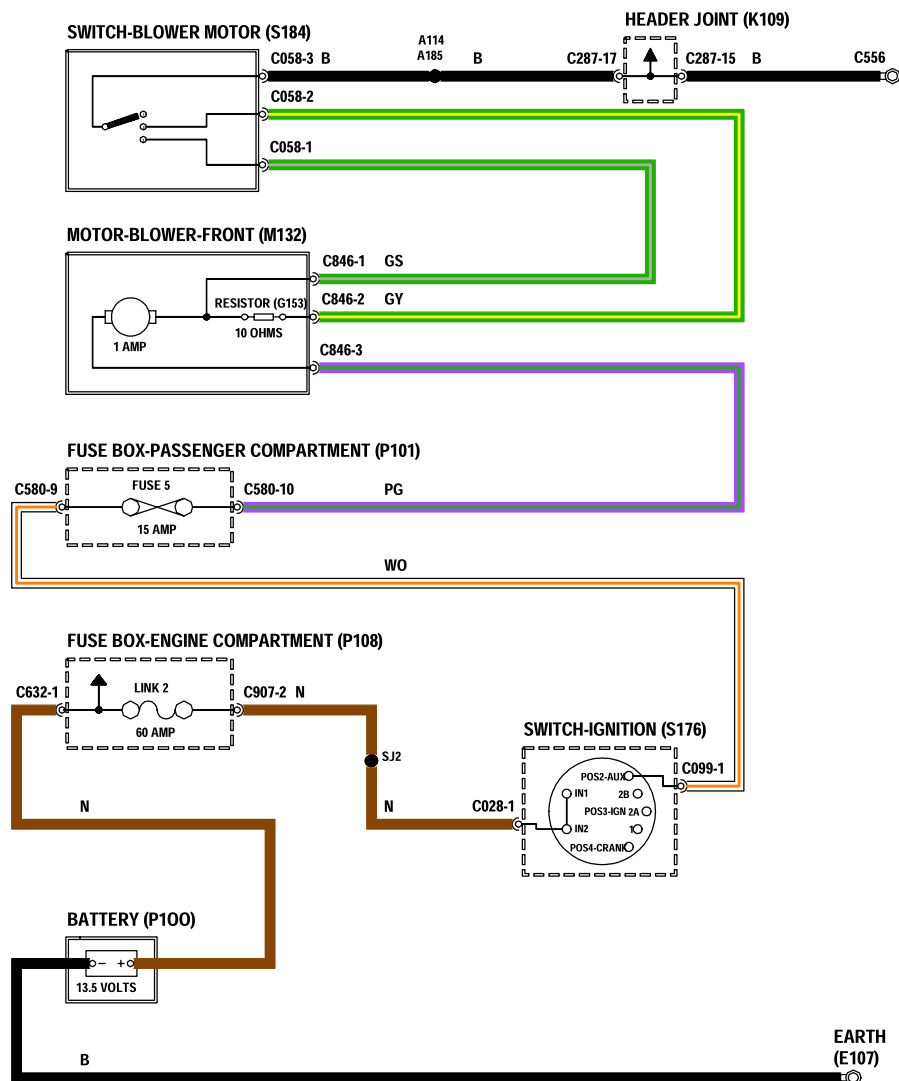 HEADER JOINT (K109)
SWITCH-BLOWER MOTOR (S184)
A114
A185
C058-3 B
B
C287-17
C287-15 B
C556
C058-2
C058-1
MOTOR-BLOWER-FRONT (M132)
C846-1 GS
RESISTOR (G153)
C846-2 GY
10 OHMS
1 AMP
C846-3
FUSE BOX-PASSENGER COMPARTMENT (P101)
C580-9
FUSE 5
C580-10
PG
15 AMP
WO
FUSE BOX-ENGINE COMPARTMENT (P108)
C632-1
LINK 2
C907-2 N
60 AMP
SWITCH-IGNITION (S176)
SJ2
C099-1
POS2-AUX
IN1
2B
N
N
C028-1
POS3-IGN 2A
IN2
1
POS4-CRANK
BATTERY (P100)
- +
13.5 VOLTS
EARTH
(E107)
B